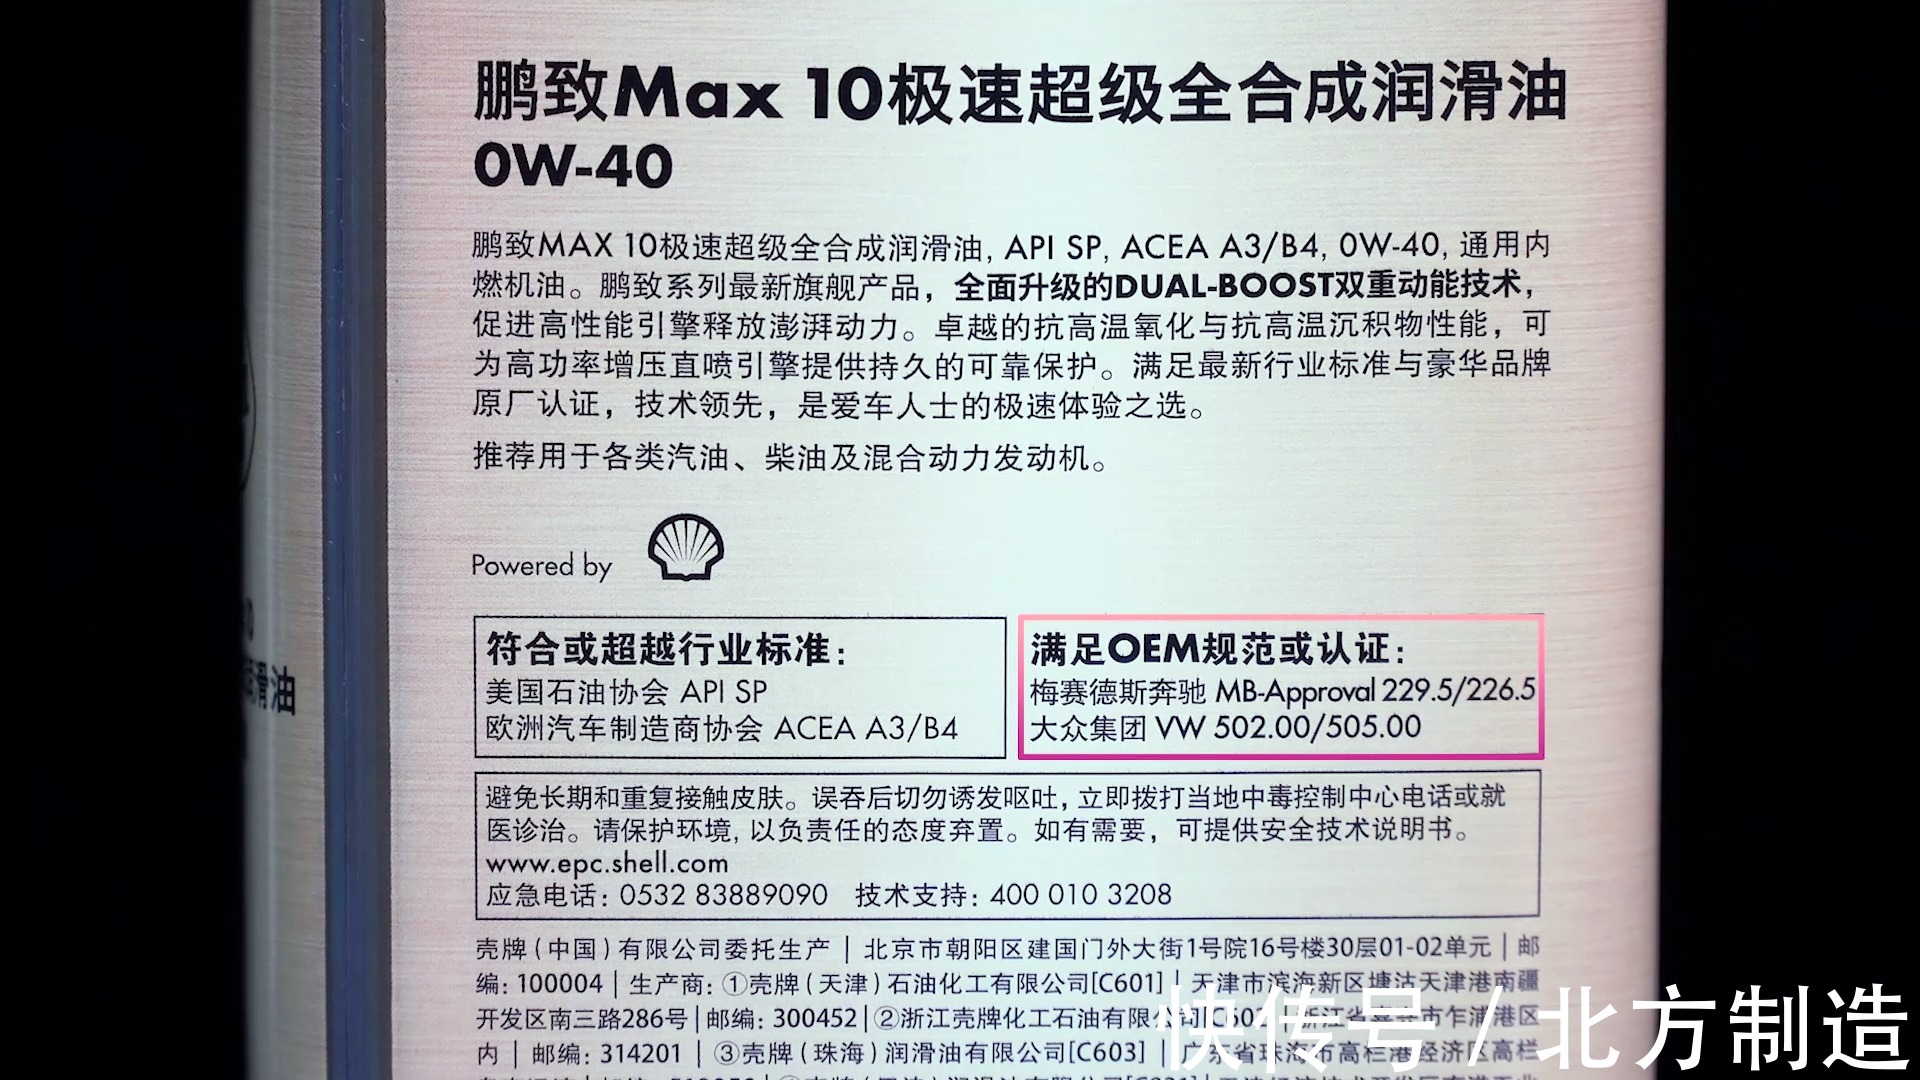 鹏致Max 10极速超级全合成润滑油
0W-40
鹏致MAX 10极速超级全合成润滑油, API SP, ACEA A3/B4, 0W-40, 通用内
燃机油。鹏致系列最新旗舰产品，全面升级的DUAL-BOOST双重动能技术，
促进高性能引擎释放澎湃动力。卓越的抗高温氧化与抗高温沉积物性能，可
为高功率增压直喷引擎提供持久的可靠保护。满足最新行业标准与豪华品牌
原厂认证，技术领先，是爱车人士的极速体验之选。
推荐用于各类汽油、柴油及混合动力发动机。
Powered by
符合或超越行业标准：
美国石油协会 API SP
欧洲汽车制造商协会 ACEA A3/B4
满足OEM规范或认证：
梅赛德斯奔驰 MB-Approval 229.5/226.5
大众集团 VW 502.00/505.00
避免长期和重复接触皮肤。误吞后切勿诱发呕吐, 立即拨打当地中毒控制中心电话或就
医诊治。请保护环境, 以负责任的态度弃置。如有需要，可提供安全技术说明书。
www.epc.shell.com
应急电话：0532 83889090 技术支持：400 010 3208
壳牌（中国）有限公司委托生产 | 北京市朝阳区建国门外大街1号院16号楼30层01-02单元 | 邮
编: 100004 | 生产商: ①壳牌（天津）石油化工有限公司[C601] | 天津市滨海新区塘沽天津港南疆
开发区南三路286号 | 邮编: 300452 | ②浙江壳牌化工石油有限公司
内 | 邮编: 314201 | ③壳牌（珠海）润滑油有限公司[C603] | 广东省珠海市高栏港经济区高栏
滑油
快传号 / 北方制造